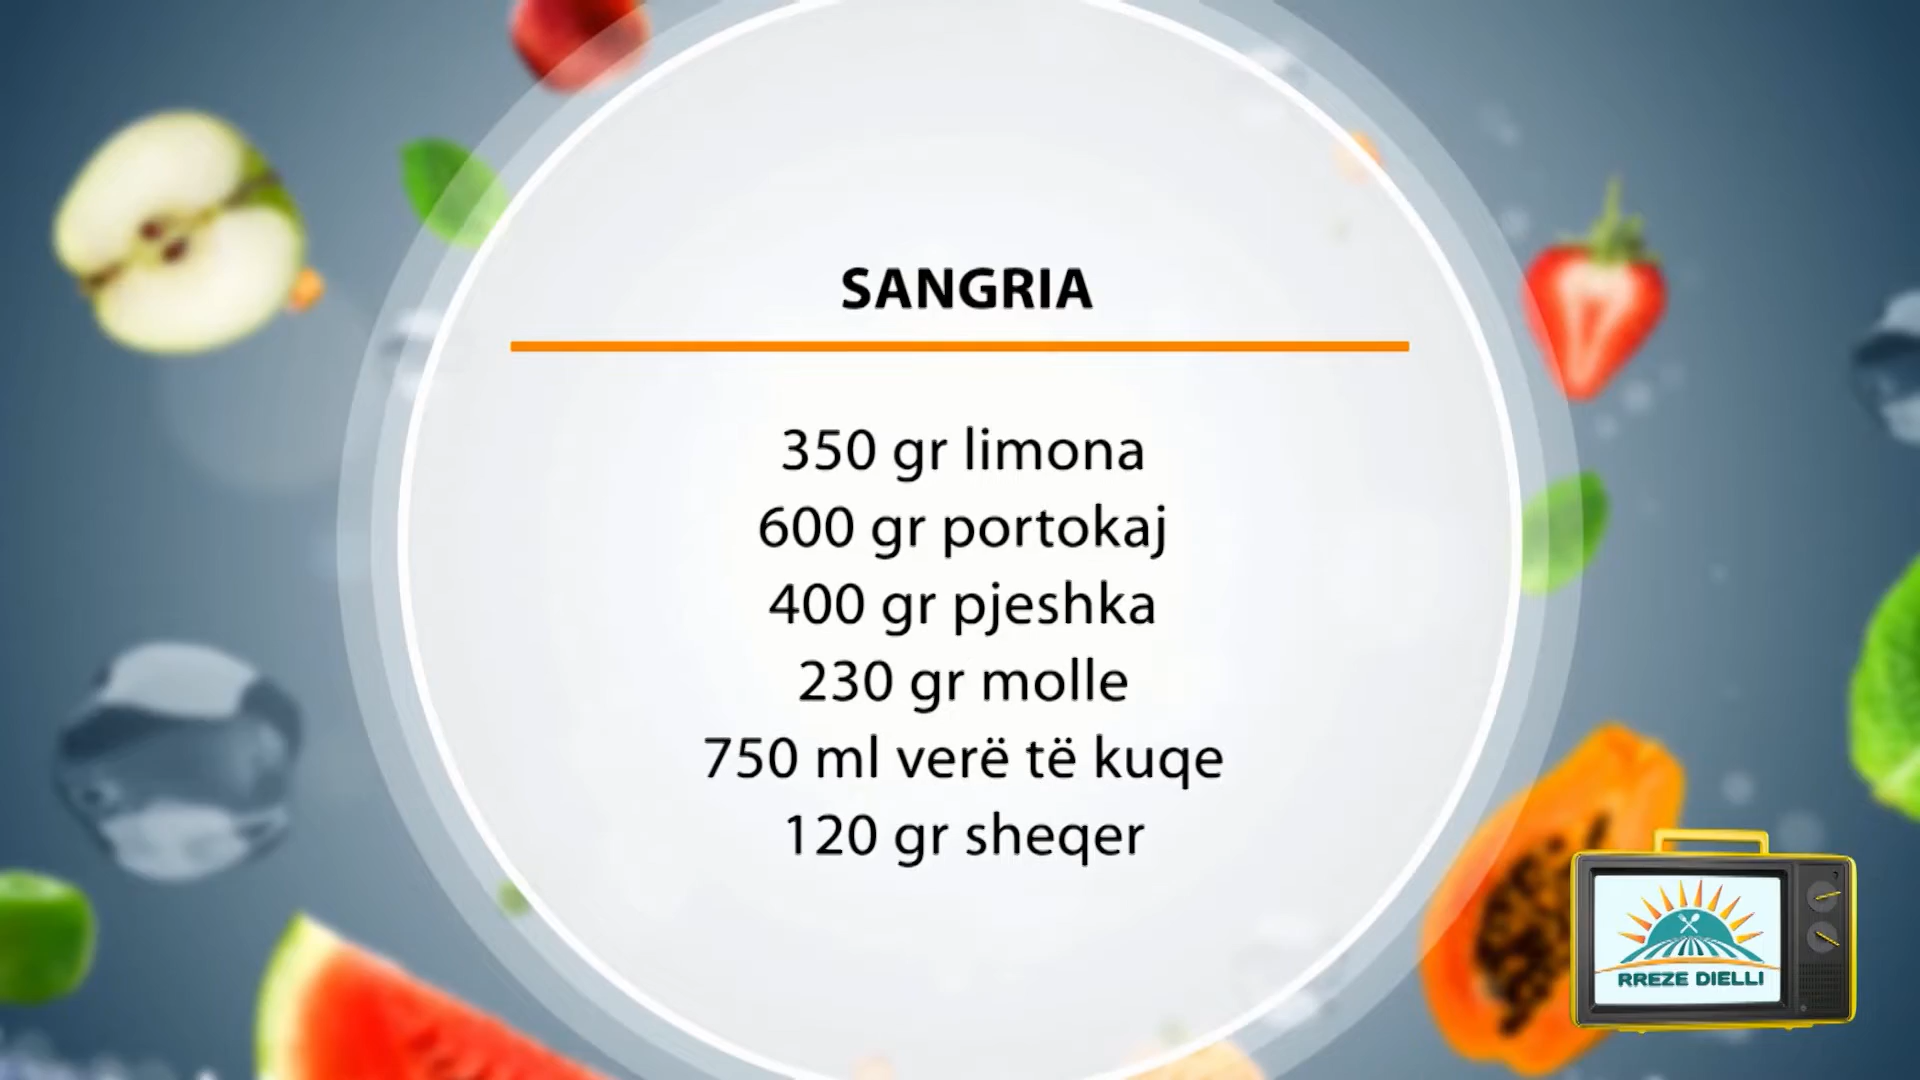 SANGRIA
350 gr limona
600 gr portokaj
400 gr pjeshka
230 gr molle
750 ml verë të kuqe
120 gr sheqer
RREZE DIELLI